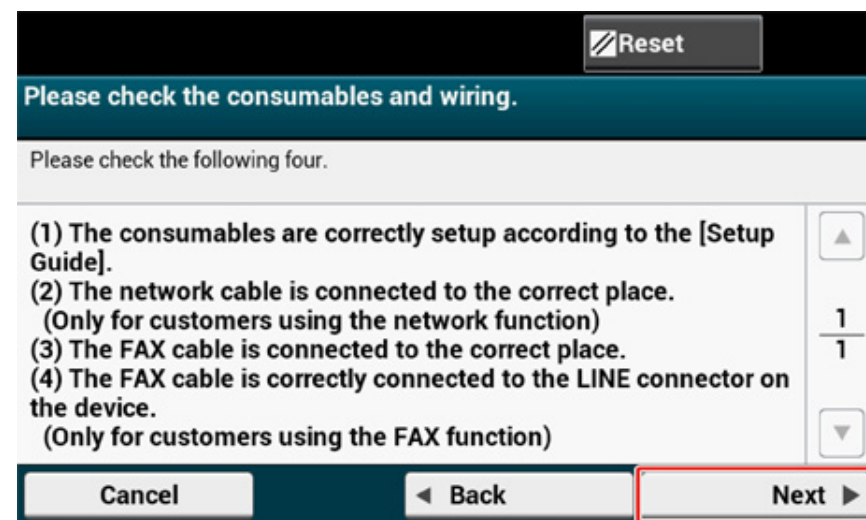 Reset
Please check the consumables and wiring.
Please check the following four.
(1) The consumables are correctly setup according to the [Setup
Guide].
(2) The network cable is connected to the correct place.
(Only for customers using the network function)
(3) The FAX cable is connected to the correct place.
(4) The FAX cable is correctly connected to the LINE connector on
the device.
(Only for customers using the FAX function)
1
1
Cancel
Back
Next